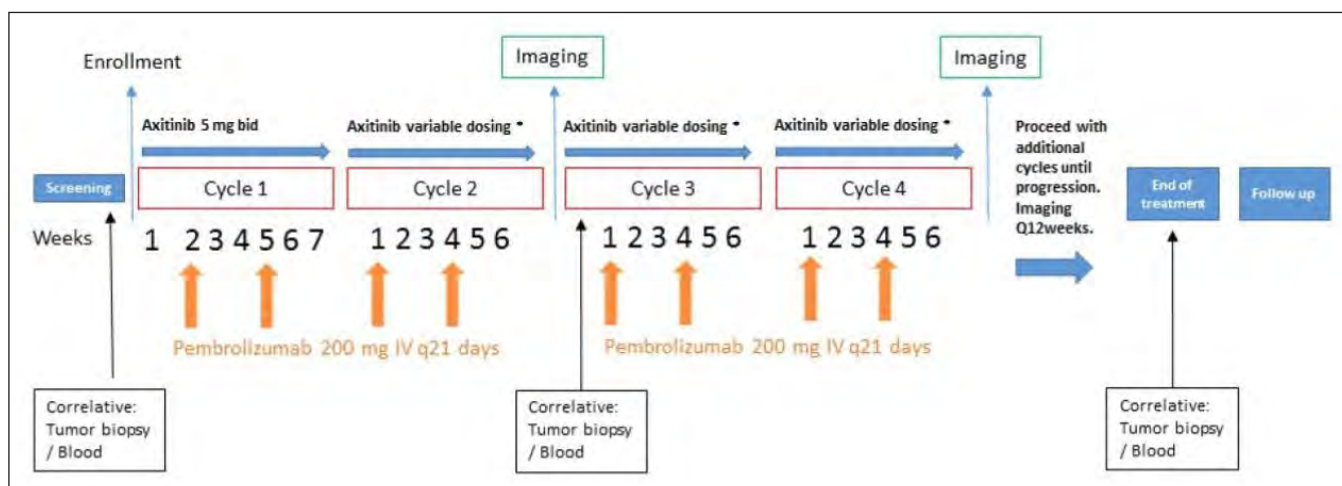 Enrollment
Imaging
Imaging
Axitinib 5 mg bid
Axitinib variable dosing *
Axitinib variable dosing *
Axitinib variable dosing *
Proceed with
additional
cycles until
progression.
Imaging
Q12weeks.
Screening
Cycle 1
Cycle 2
Cycle 3
Cycle 4
End of
treatment
Follow up
Weeks
1 2 3 4 5 6 7
1 2 3 4 5 6
1 2 3 4 5 6
1 2 3 4 5 6
Pembrolizumab 200 mg IV q21 days
Pembrolizumab 200 mg IV q21 days
Correlative:
Tumor biopsy
/ Blood
Correlative:
Tumor biopsy
/ Blood
Correlative:
Tumor biopsy
/ Blood